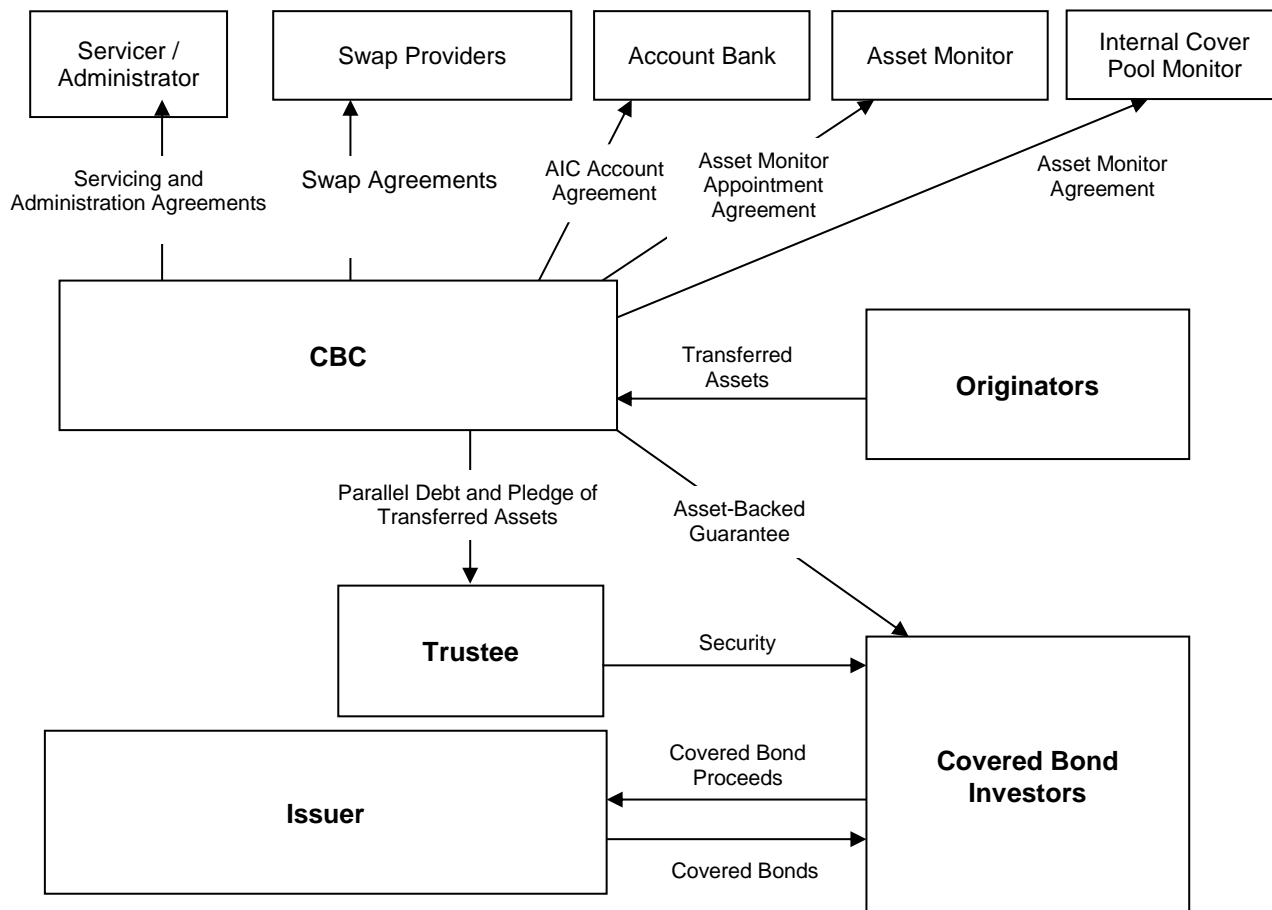 Servicer /
Administrator
Swap Providers
Account Bank
Asset Monitor
Internal Cover
Pool Monitor
Servicing and
Administration Agreements
Swap Agreements
AIC Account
Agreement
Asset Monitor
Appointment
Agreement
Asset Monitor
Agreement
CBC
Transferred
Assets
Originators
Parallel Debt and Pledge of
Transferred Assets
Asset-Backed
Guarantee
Trustee
Security
Covered Bond
Investors
Issuer
Covered Bond
Proceeds
Covered Bonds